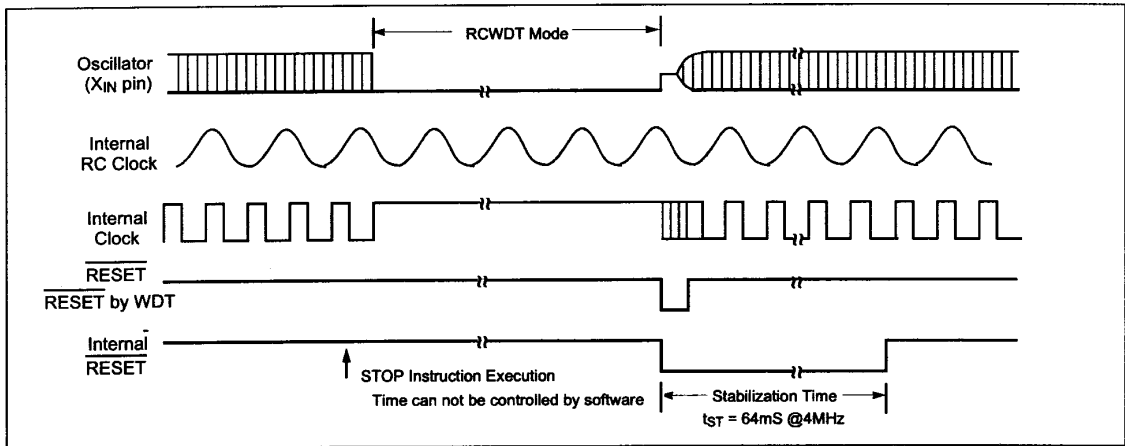 RCWDT Mode
Oscillator
(XIN pin)
Internal
RC Clock
Internal
Clock
RESET
RESET by WDT
Internal
RESET
STOP Instruction Execution
Time can not be controlled by software
Stabilization Time
tST = 64mS @4MHz